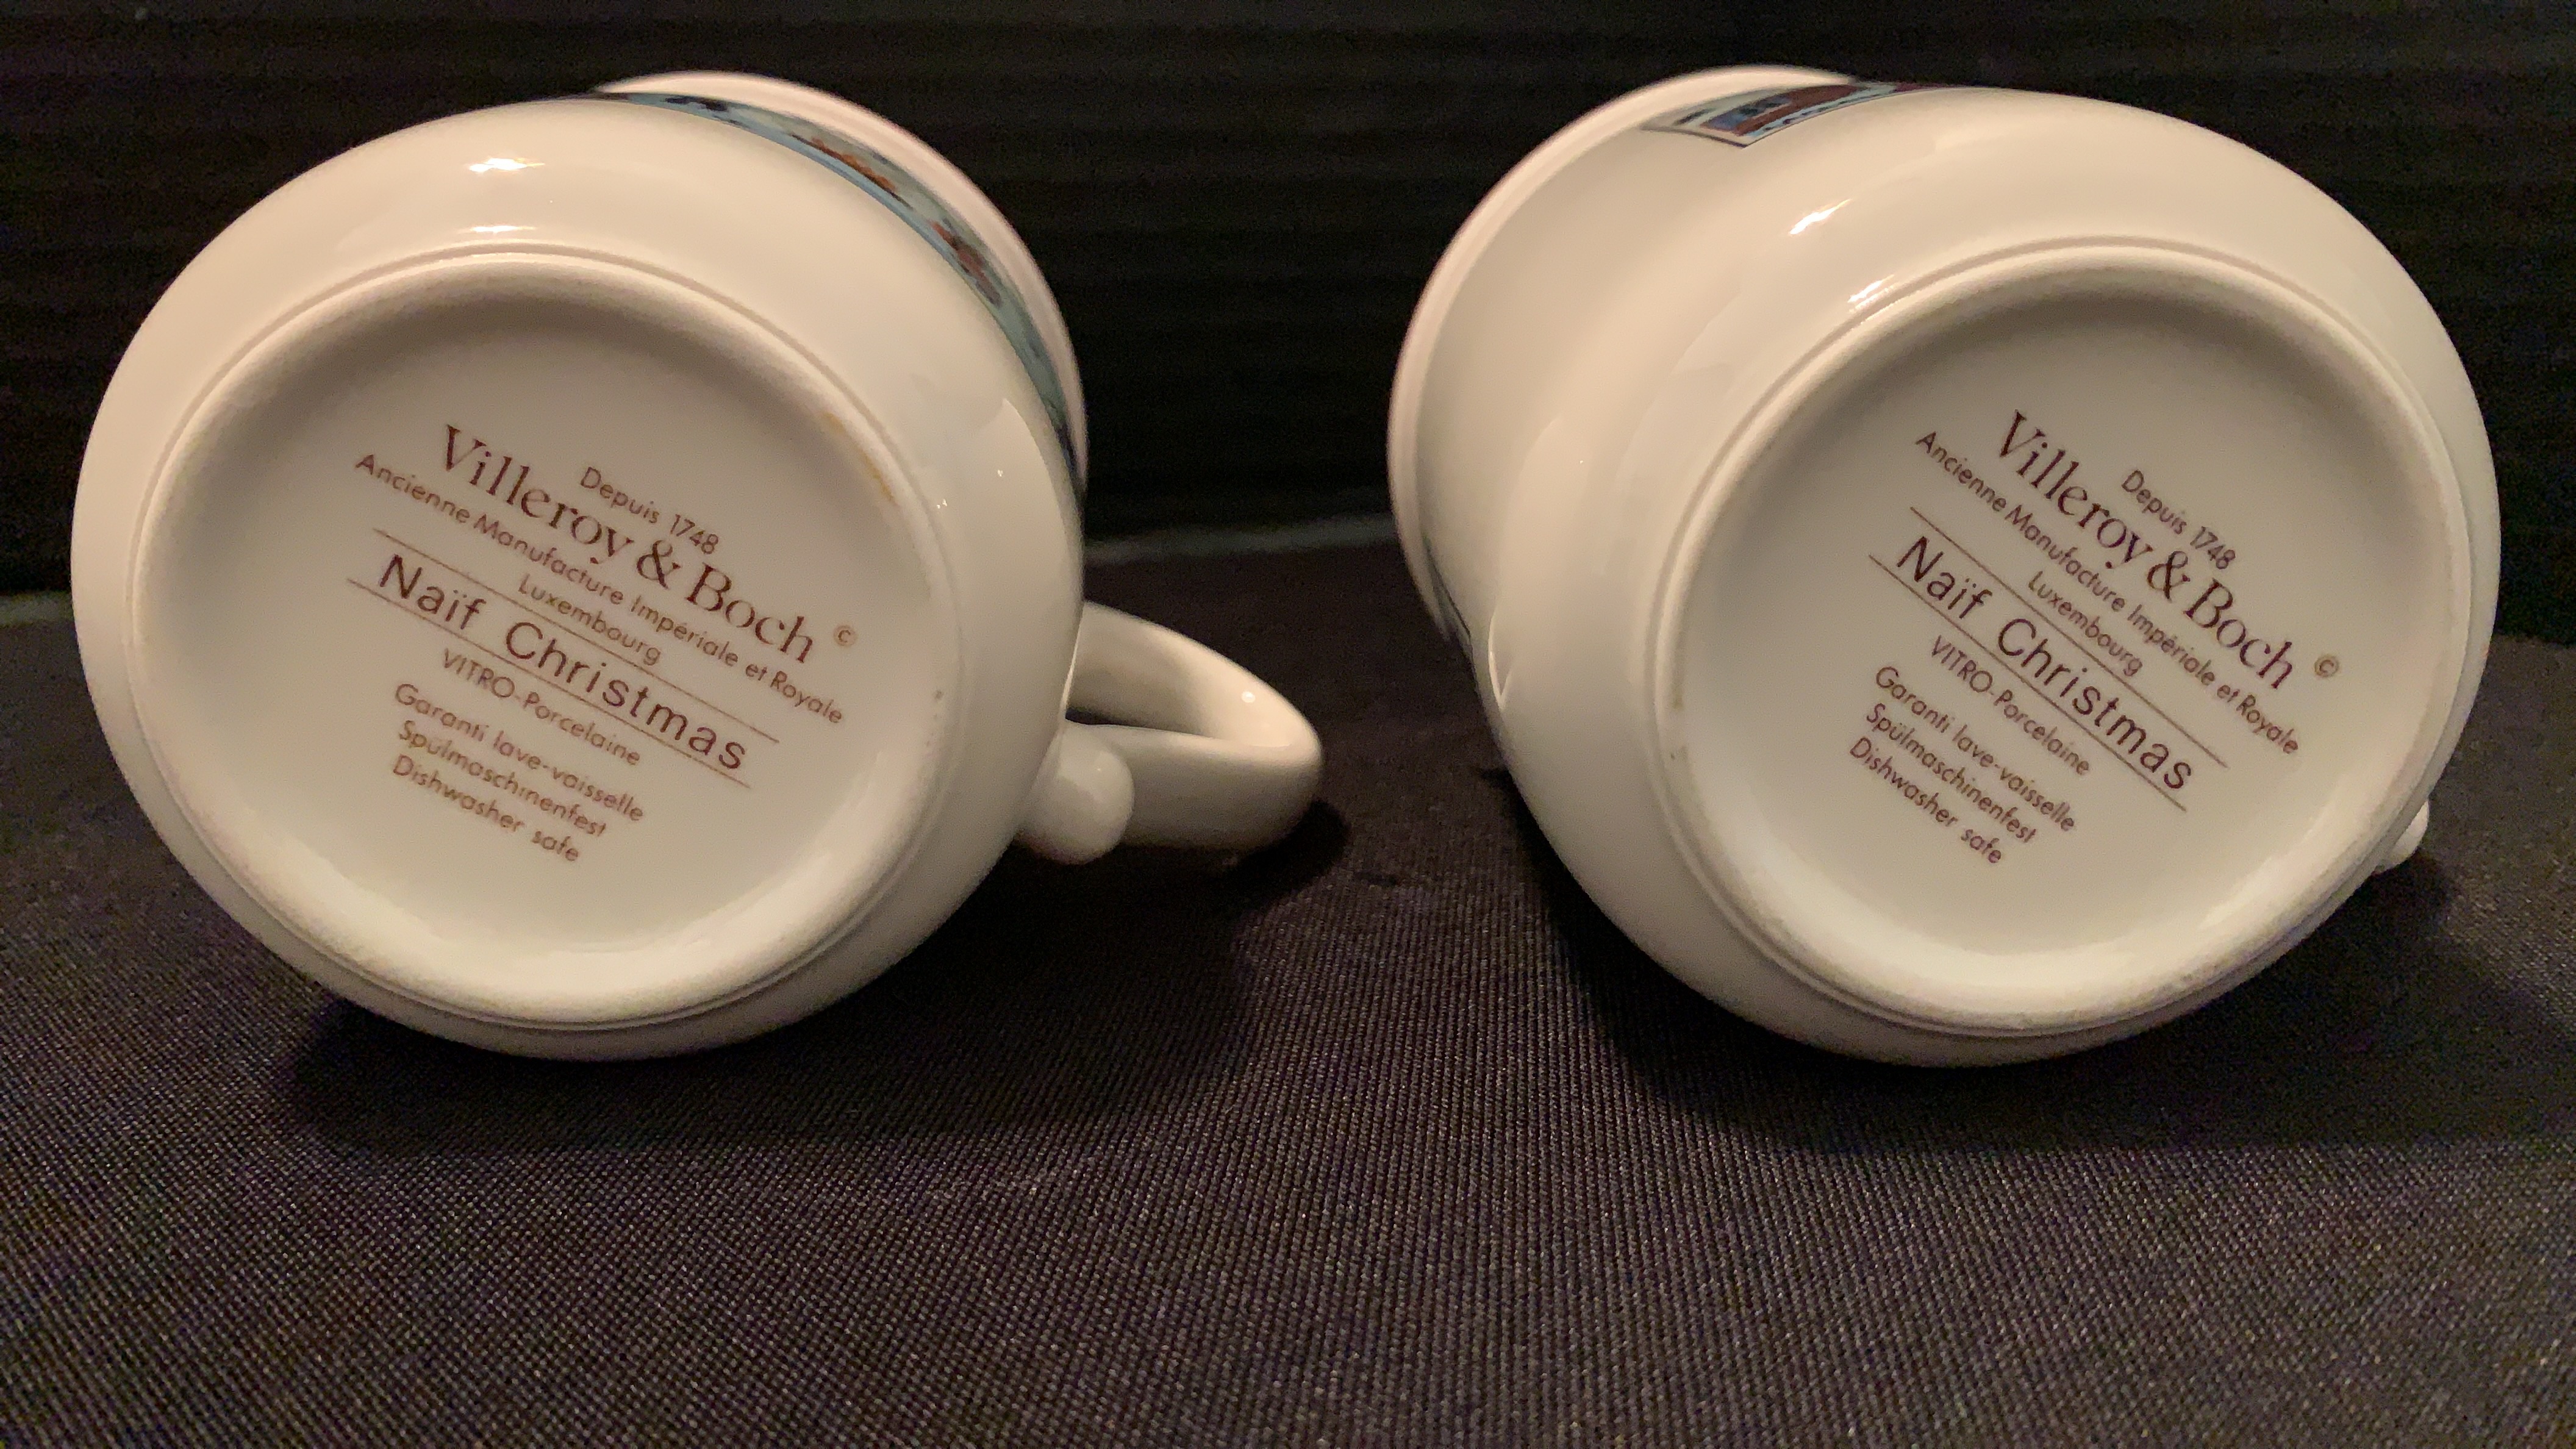 Depuis 1748
Villeroy & Boch ©
Ancienne Manufacture Impériale et Royale
Luxembourg
Naïf Christmas
VITRO-Porcelaine
Garanti lave-vaisselle
Spülmaschinenfest
Dishwasher safe
Depuis 1748
Villeroy & Boch ©
Ancienne Manufacture Impériale et Royale
Luxembourg
Naïf Christmas
VITRO-Porcelaine
Garanti lave-vaisselle
Spülmaschinenfest
Dishwasher safe